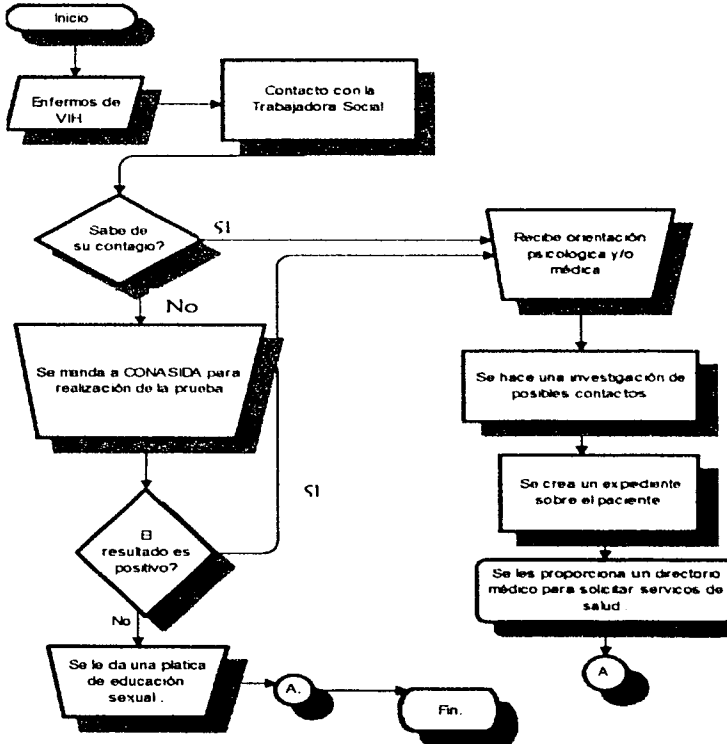 Inicio
Enfermos de
VIH.
Contacto con la
Trabajadora Social
Sabe de
su contagio?
SI
No
Recibe orientación
psicologica y/o
médica
Se manda a CONASIDA para
realización de la prueba
Se hace una investigación de
posibles contactos
SI
Se crea un expediente
sobre el paciente
El
resultado es
positivo?
Se les proporciona un directorio
médico para solicitar servicos de
salud.
No
Se le da una platica
de educación
sexual.
A.
Fin.
A